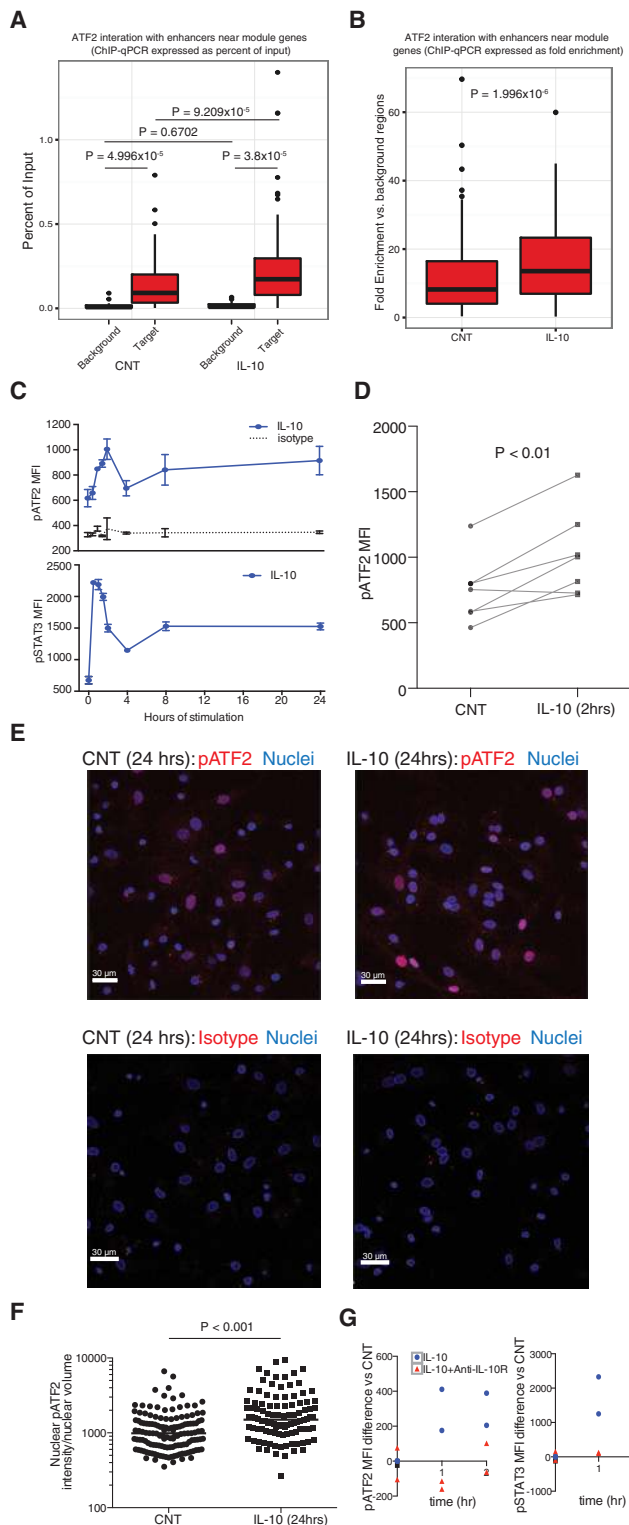 A
ATF2 interation with enhancers near module genes
(ChIP-qPCR expressed as percent of input)
P = 9.209x10-5
P = 0.6702
P = 4.996x10-5
P =3.8x10-5
Percent of Input
1.0
0.5
0.0
Background
Target
Background
Target
CNT
IL-10
B
ATF2 interation with enhancers near module
genes (ChIP-qPCR expressed as fold enrichment)
P = 1.996x10-6
Fold Enrichment vs. background regions
60
40
20
0
CNT
IL-10
C
IL-10
isotype
pATF2 MFI
1200
1000
800
600
400
200
IL-10
pSTAT3 MFI
2500
2000
1500
1000
500
0 4 8 12 16 20 24
Hours of stimulation
D
P < 0.01
pATF2 MFI
2000
1500
1000
500
0
CNT
IL-10 (2hrs)
E
CNT (24 hrs): pATF2 Nuclei
IL-10 (24hrs): pATF2 Nuclei
30 µm
30 µm
CNT (24 hrs): Isotype Nuclei
IL-10 (24hrs): Isotype Nuclei
30 µm
30 µm
F
P < 0.001
Nuclear pATF2
intensity/nuclear volume
10000
1000
100
CNT
IL-10 (24hrs)
G
IL-10
IL-10+Anti-IL-10R
pATF2 MFI difference vs CNT
600
400
200
0
-200
1 2
time (hr)
pSTAT3 MFI difference vs CNT
3000
2000
1000
0
-1000
1
time (hr)